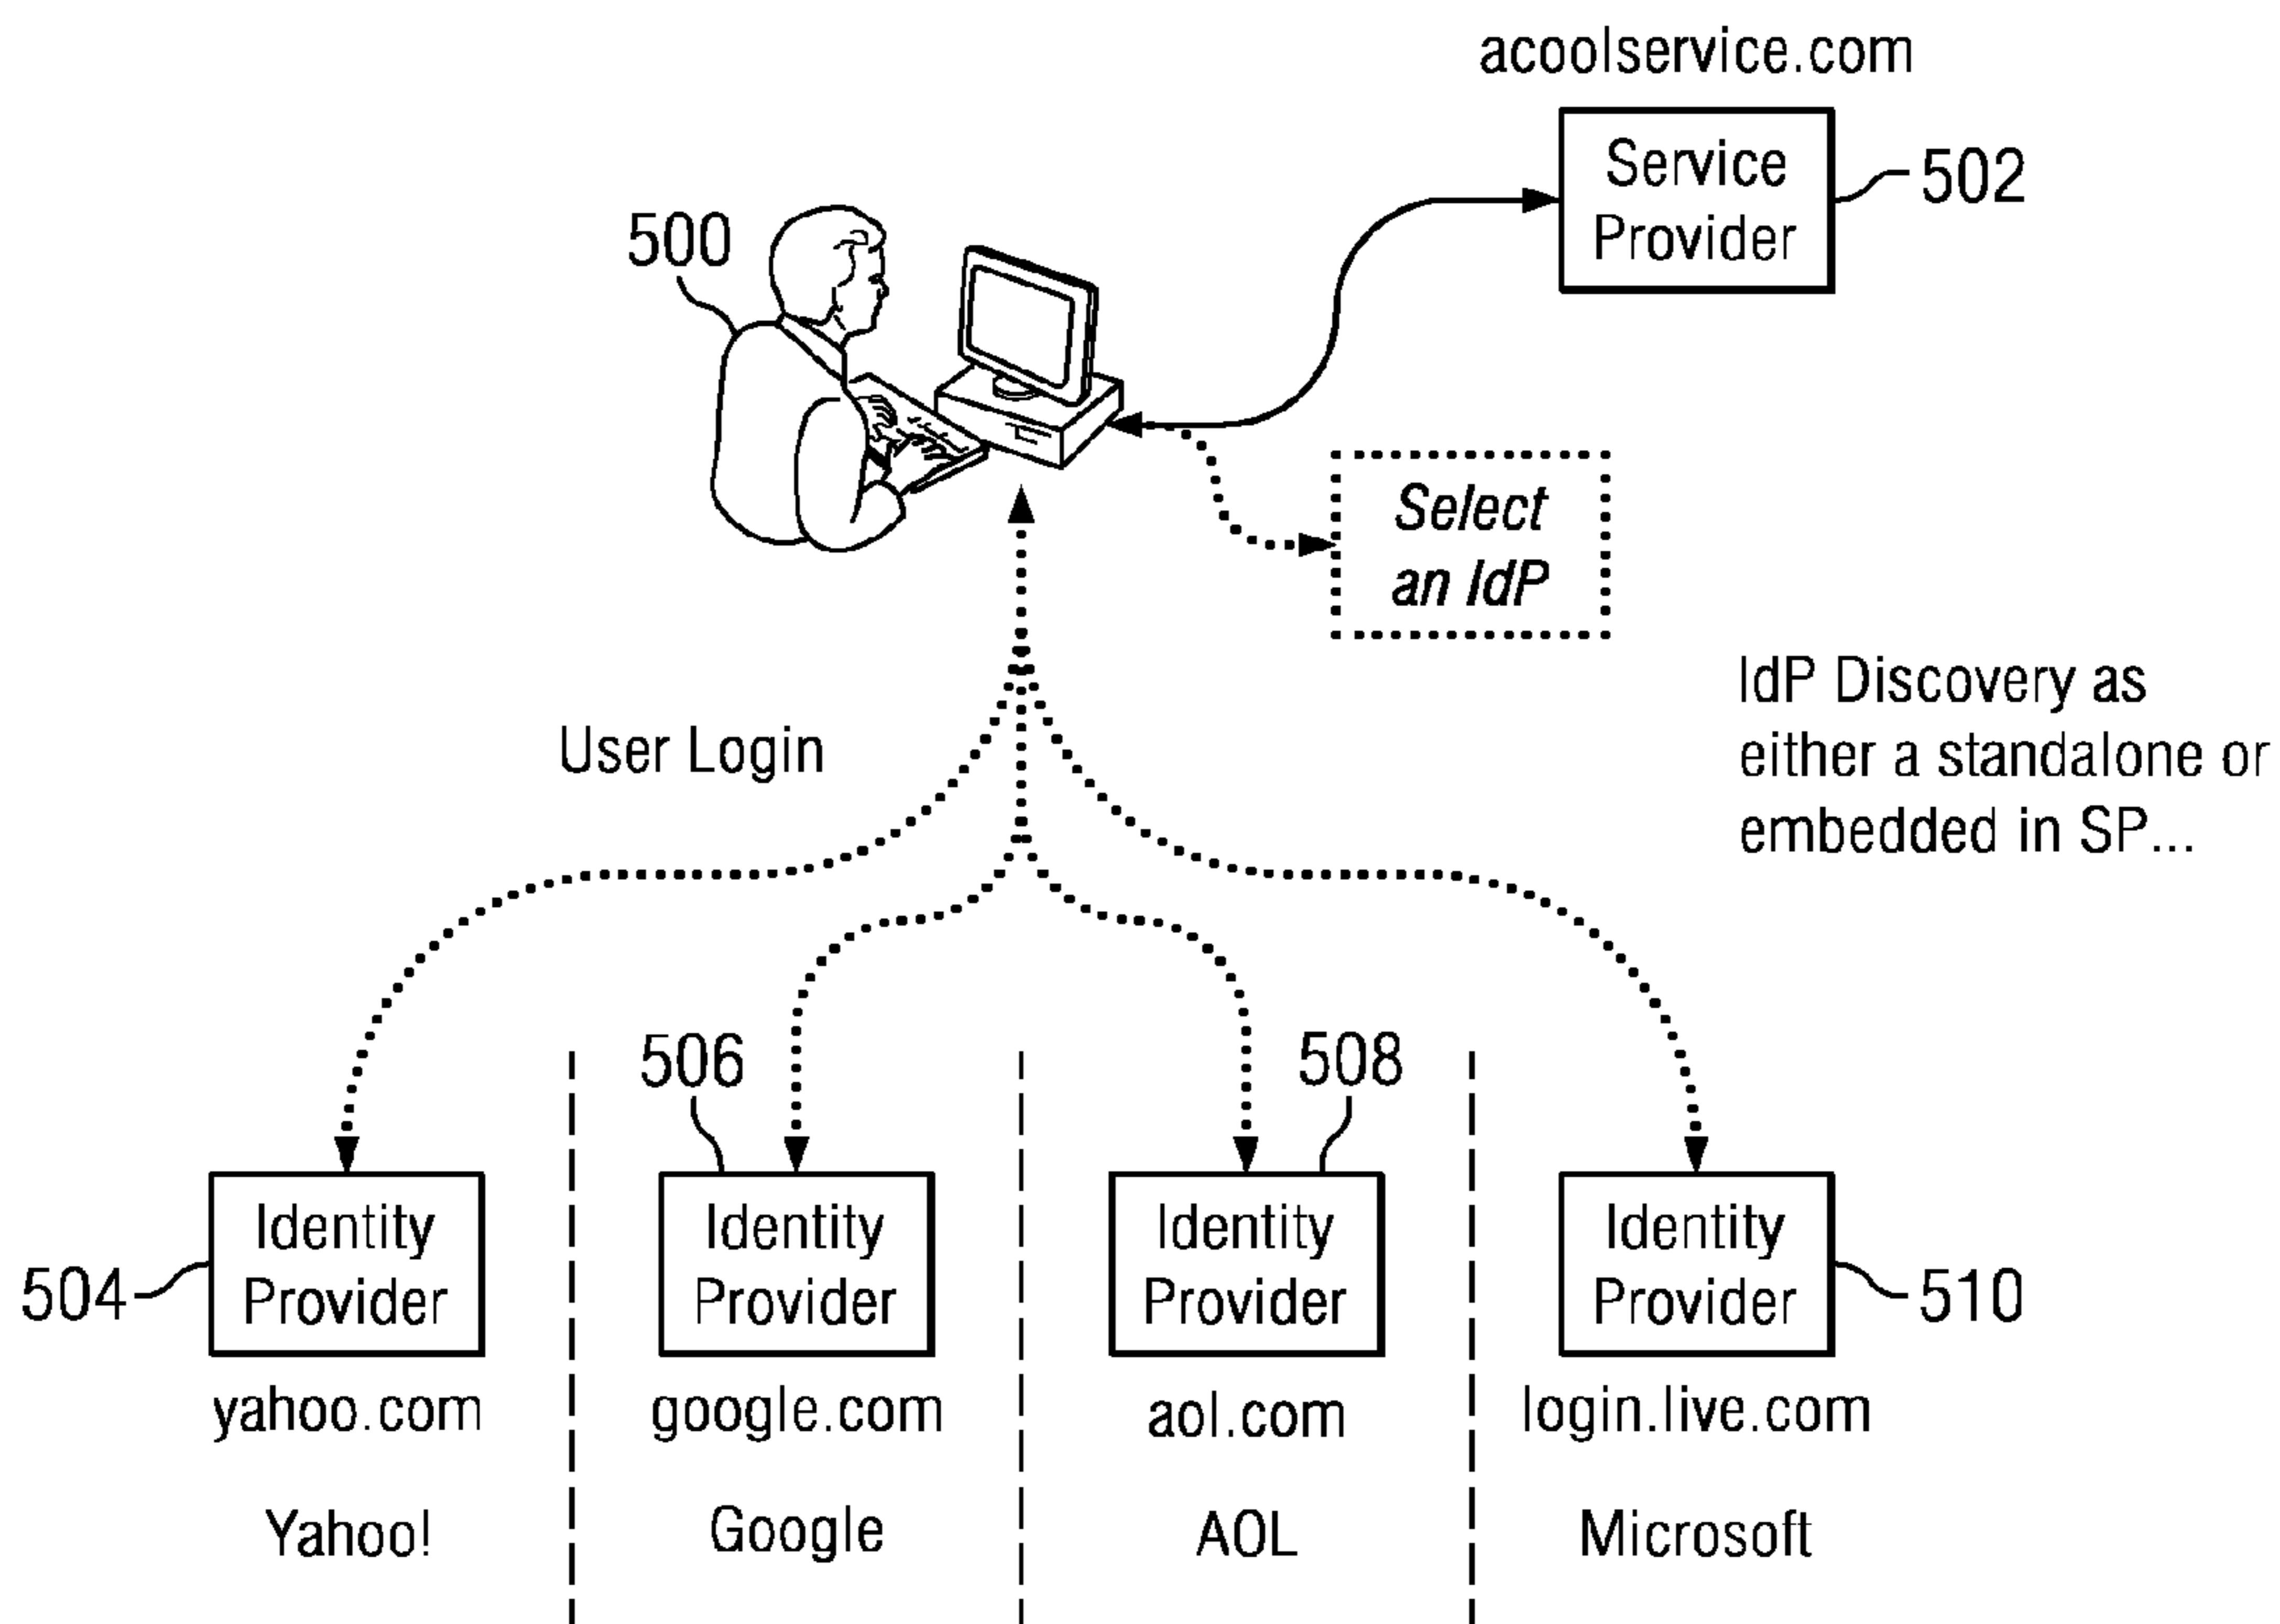 acoolservice.com
Service
Provider
502
500
Select
an IdP
IdP Discovery as
either a standalone or
embedded in SP...
User Login
506
508
Identity
Provider
Identity
Provider
Identity
Provider
Identity
Provider
504
510
yahoo.com
google.com
aol.com
login.live.com
Yahoo!
Google
AOL
Microsoft